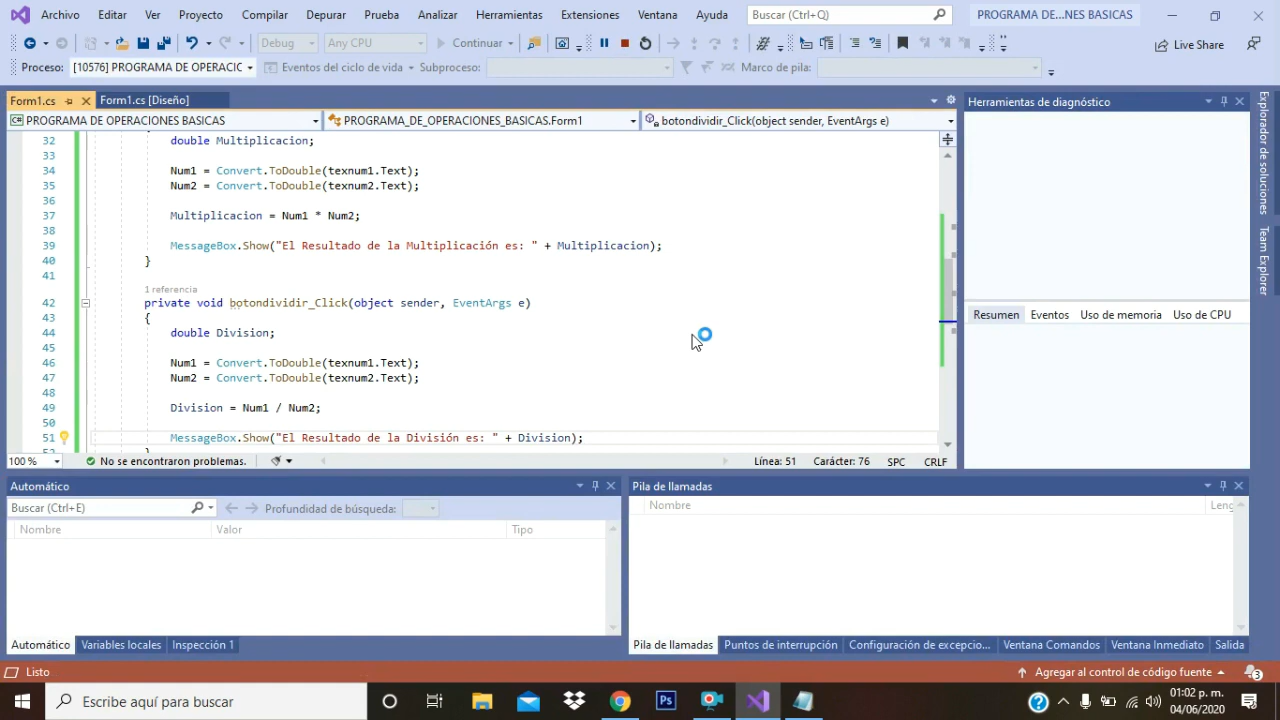 Archivo Editar Ver Proyecto Compilar Depurar Prueba Analizar Herramientas Extensiones Ventana Ayuda Buscar (Ctrl+Q) PROGRAMA DE...NES BASICAS
Debug Any CPU Continuar Live Share
Proceso: [10576] PROGRAMA DE OPERACIC Eventos del ciclo de vida Subproceso: Marco de pila:
Form1.cs Form1.cs [Diseño] Herramientas de diagnóstico
C# PROGRAMA DE OPERACIONES BASICAS PROGRAMA_DE_OPERACIONES_BASICAS.Form1 botondividir_Click(object sender, EventArgs e)
32 double Multiplicacion;
33
34 Num1 = Convert.ToDouble(texnum1.Text);
35 Num2 = Convert.ToDouble(texnum2.Text);
36
37 Multiplicacion = Num1 * Num2;
38
39 MessageBox.Show("El Resultado de la Multiplicación es: " + Multiplicacion);
40 }
41
1 referencia
42 private void botondividir_Click(object sender, EventArgs e)
43 {
44 double Division;
45
46 Num1 = Convert.ToDouble(texnum1.Text);
47 Num2 = Convert.ToDouble(texnum2.Text);
48
49 Division = Num1 / Num2;
50
51 MessageBox.Show("El Resultado de la División es: " + Division);
100 % No se encontraron problemas. Línea: 51 Carácter: 76 SPC CRLF
Resumen Eventos Uso de memoria Uso de CPU
Explorador de soluciones
Team Explorer
Automático
Buscar (Ctrl+E) Profundidad de búsqueda:
Nombre Valor Tipo
Automático Variables locales Inspección 1
Pila de llamadas
Nombre Leng
Pila de llamadas Puntos de interrupción Configuración de excepcio... Ventana Comandos Ventana Inmediato Salida
Listo Agregar al control de código fuente 3
Escribe aquí para buscar Ps 01:02 p. m.
04/06/2020